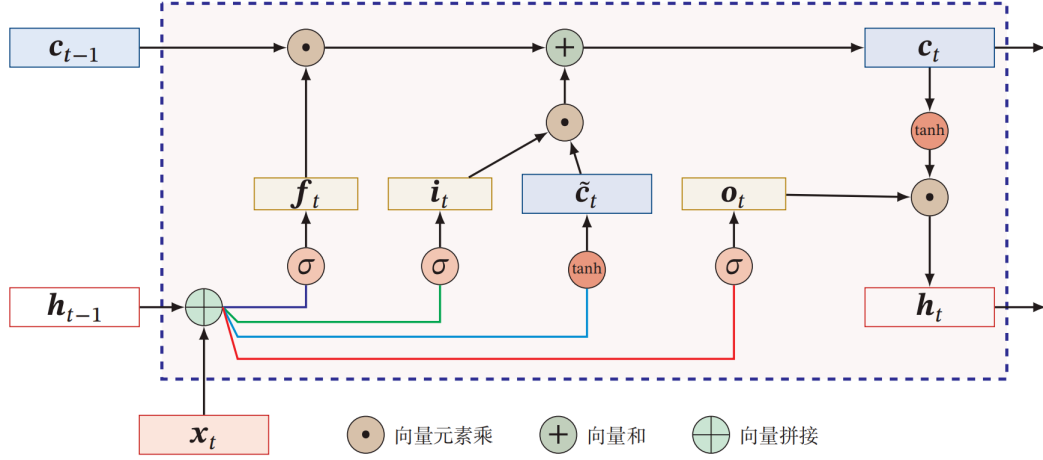 c_{t−1}
c_t
tanh
f_t
i_t
c̃_t
o_t
σ
σ
tanh
σ
h_{t−1}
h_t
x_t
向量元素乘
向量和
向量拼接